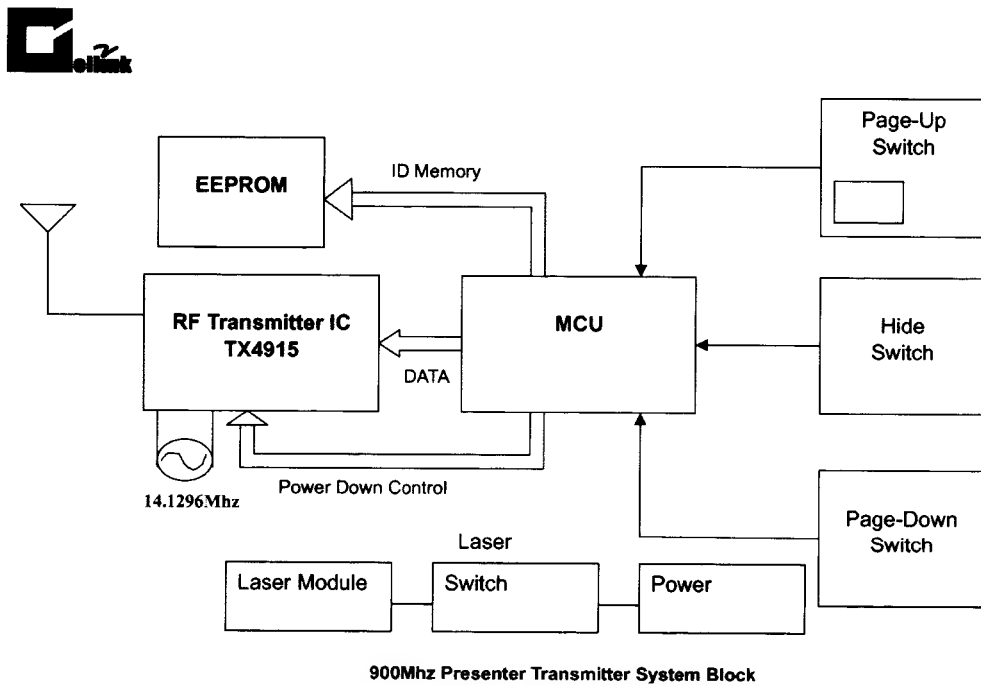 Celink
Page-Up
Switch
ID Memory
EEPROM
RF Transmitter IC
TX4915
MCU
Hide
Switch
DATA
Power Down Control
14.1296Mhz
Page-Down
Switch
Laser
Laser Module
Switch
Power
900Mhz Presenter Transmitter System Block